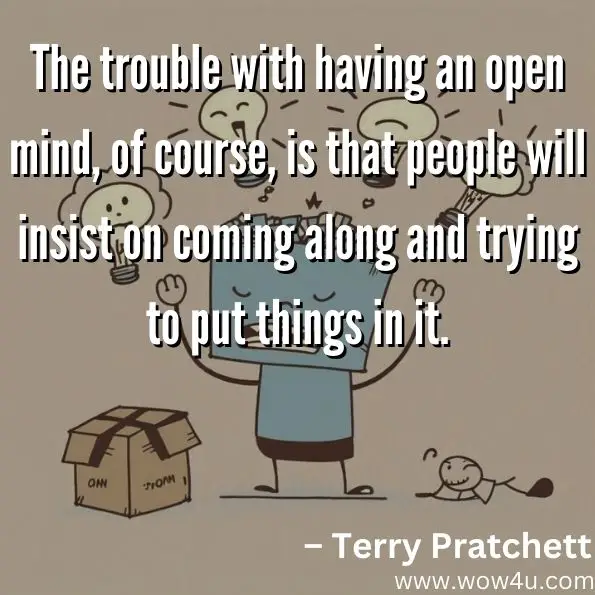 The trouble with having an open
mind, of course, is that people will
insist on coming along and trying
to put things in it.
– Terry Pratchett
www.wow4u.com